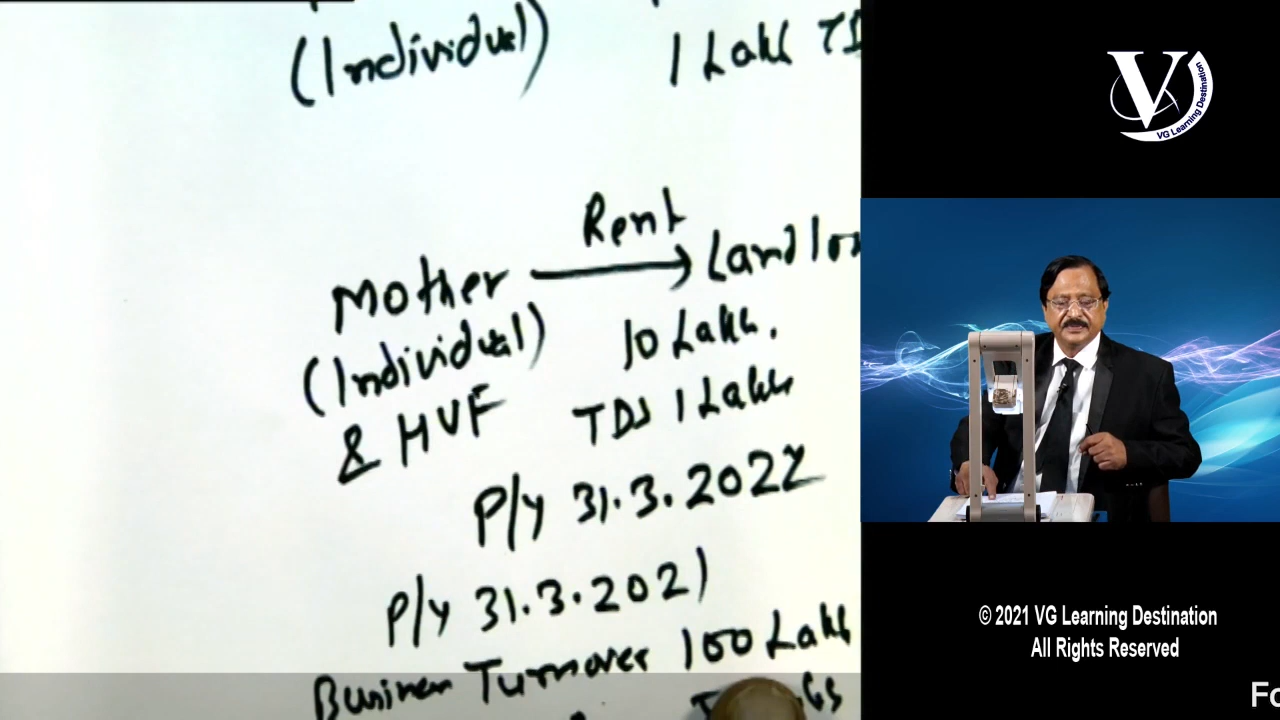 (Individual)
1 Lakh
Rent
Mother
(Individual)
10 Lakh.
& HUF
TDS 1 Lakh
P/y 31.3.2022
P/y 31.3.2021
Business Turnover 100 Lakh
V
VG Learning Destination
© 2021 VG Learning Destination
All Rights Reserved